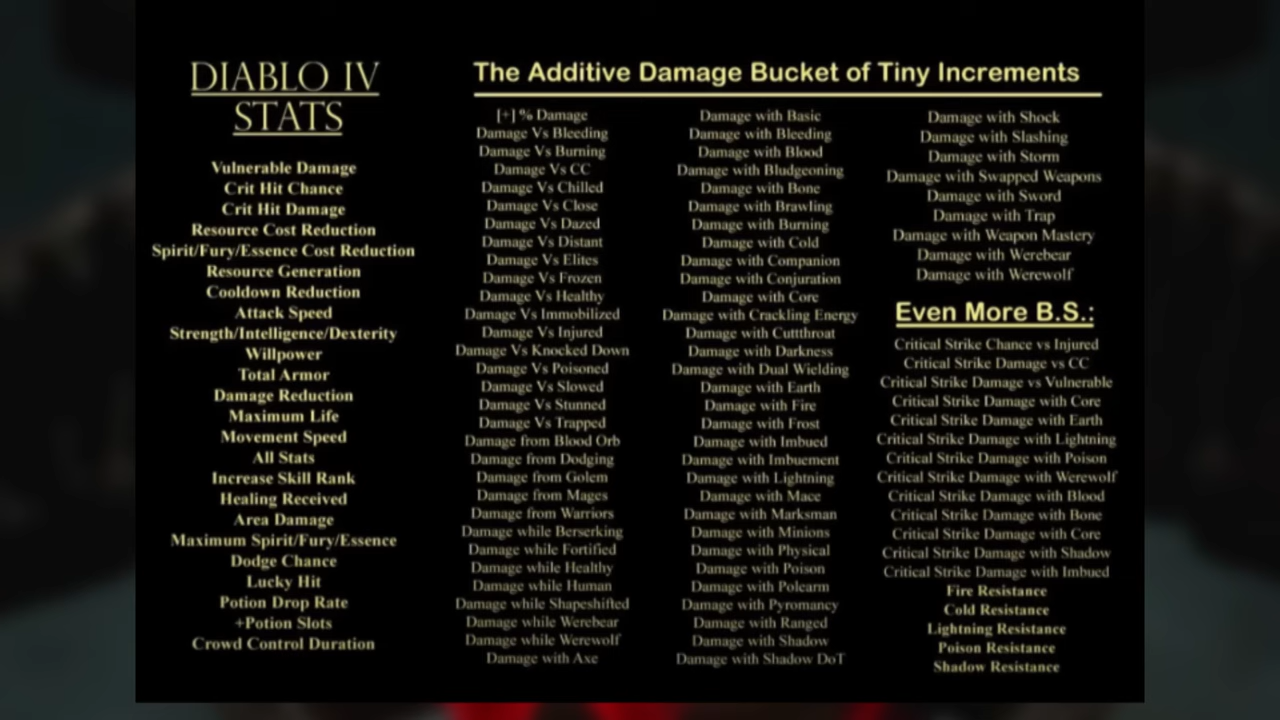 DIABLO IV
STATS
Vulnerable Damage
Crit Hit Chance
Crit Hit Damage
Resource Cost Reduction
Spirit/Fury/Essence Cost Reduction
Resource Generation
Cooldown Reduction
Attack Speed
Strength/Intelligence/Dexterity
Willpower
Total Armor
Damage Reduction
Maximum Life
Movement Speed
All Stats
Increase Skill Rank
Healing Received
Area Damage
Maximum Spirit/Fury/Essence
Dodge Chance
Lucky Hit
Potion Drop Rate
+Potion Slots
Crowd Control Duration
The Additive Damage Bucket of Tiny Increments
[+] % Damage
Damage Vs Bleeding
Damage Vs Burning
Damage Vs CC
Damage Vs Chilled
Damage Vs Close
Damage Vs Dazed
Damage Vs Distant
Damage Vs Elites
Damage Vs Frozen
Damage Vs Healthy
Damage Vs Immobilized
Damage Vs Injured
Damage Vs Knocked Down
Damage Vs Poisoned
Damage Vs Slowed
Damage Vs Stunned
Damage Vs Trapped
Damage from Blood Orb
Damage from Dodging
Damage from Golem
Damage from Mages
Damage from Warriors
Damage while Berserking
Damage while Fortified
Damage while Healthy
Damage while Human
Damage while Shapeshifted
Damage while Werebear
Damage while Werewolf
Damage with Axe
Damage with Basic
Damage with Bleeding
Damage with Blood
Damage with Bludgeoning
Damage with Bone
Damage with Brawling
Damage with Burning
Damage with Cold
Damage with Companion
Damage with Conjuration
Damage with Core
Damage with Crackling Energy
Damage with Cuttthroat
Damage with Darkness
Damage with Dual Wielding
Damage with Earth
Damage with Fire
Damage with Frost
Damage with Imbued
Damage with Imbuement
Damage with Lightning
Damage with Mace
Damage with Marksman
Damage with Minions
Damage with Physical
Damage with Poison
Damage with Polearm
Damage with Pyromancy
Damage with Ranged
Damage with Shadow
Damage with Shadow DoT
Damage with Shock
Damage with Slashing
Damage with Storm
Damage with Swapped Weapons
Damage with Sword
Damage with Trap
Damage with Weapon Mastery
Damage with Werebear
Damage with Werewolf
Even More B.S.:
Critical Strike Chance vs Injured
Critical Strike Damage vs CC
Critical Strike Damage vs Vulnerable
Critical Strike Damage with Core
Critical Strike Damage with Earth
Critical Strike Damage with Lightning
Critical Strike Damage with Poison
Critical Strike Damage with Werewolf
Critical Strike Damage with Blood
Critical Strike Damage with Bone
Critical Strike Damage with Core
Critical Strike Damage with Shadow
Critical Strike Damage with Imbued
Fire Resistance
Cold Resistance
Lightning Resistance
Poison Resistance
Shadow Resistance